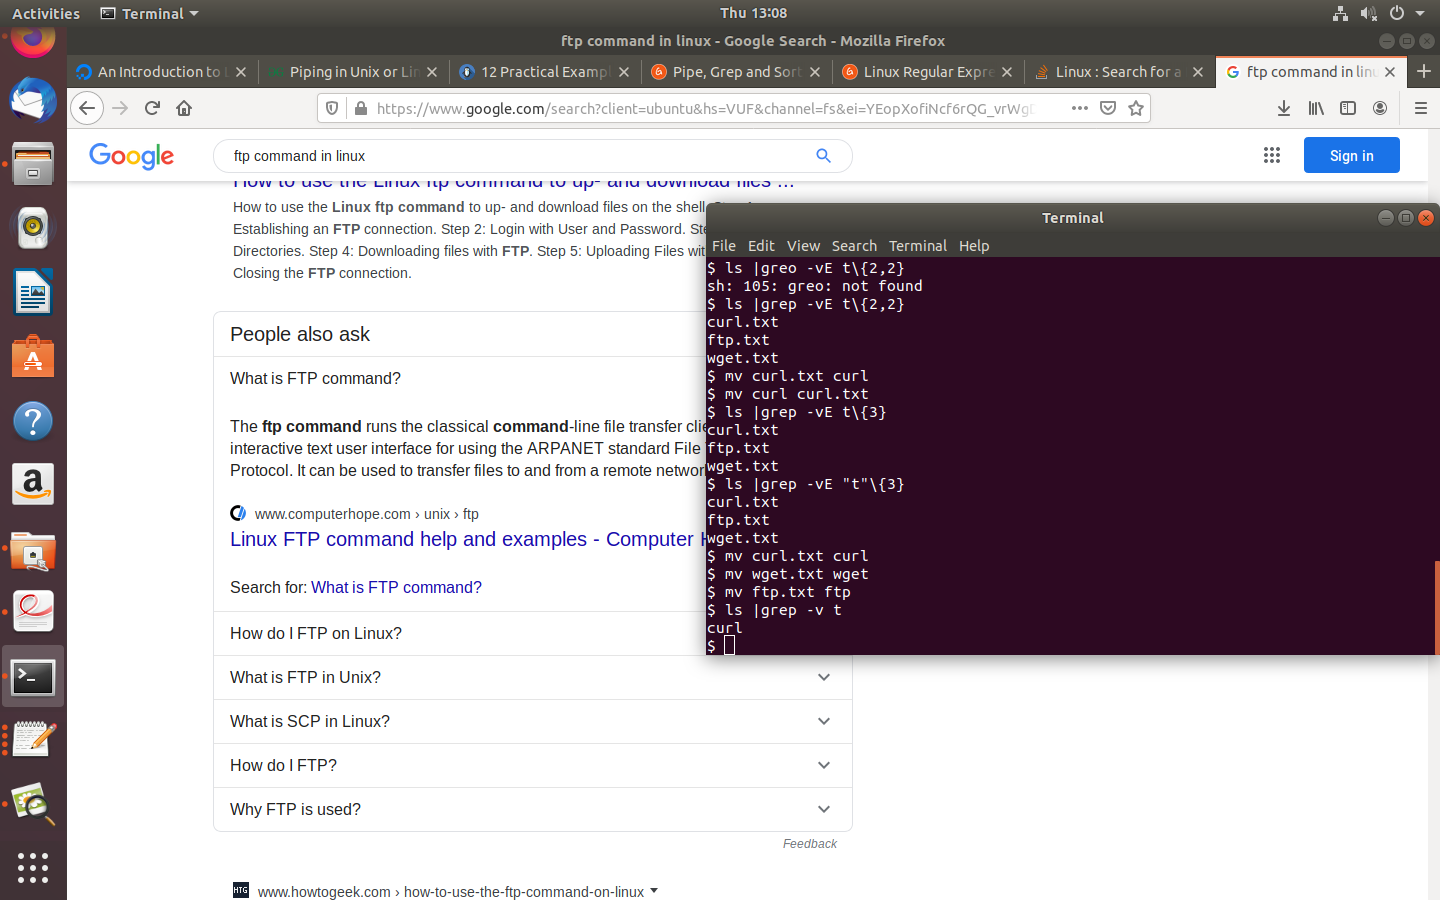 Activities Terminal Thu 13:08
ftp command in linux - Google Search - Mozilla Firefox
An Introduction to L Piping in Unix or Lin 12 Practical Exampl Pipe, Grep and Sort Linux Regular Expre Linux : Search for a ftp command in linu
https://www.google.com/search?client=ubuntu&hs=VUF&channel=fs&ei=YEopXofiNcf6rQG_vrWgD
Google ftp command in linux Sign in
How to use the Linux ftp command to up- and download files ...
How to use the Linux ftp command to up- and download files on the shell.
Establishing an FTP connection. Step 2: Login with User and Password.
Directories. Step 4: Downloading files with FTP. Step 5: Uploading Files
Closing the FTP connection.
People also ask
What is FTP command?
The ftp command runs the classical command-line file transfer
interactive text user interface for using the ARPANET standard File
Protocol. It can be used to transfer files to and from a remote
www.computerhope.com › unix › ftp
Linux FTP command help and examples - Computer
Search for: What is FTP command?
How do I FTP on Linux?
What is FTP in Unix?
What is SCP in Linux?
How do I FTP?
Why FTP is used?
Feedback
HTG www.howtogeek.com › how-to-use-the-ftp-command-on-linux
Terminal
File Edit View Search Terminal Help
$ ls |greo -vE t\{2,2}
sh: 105: greo: not found
$ ls |grep -vE t\{2,2}
curl.txt
ftp.txt
wget.txt
$ mv curl.txt curl
$ mv curl curl.txt
$ ls |grep -vE t\{3}
curl.txt
ftp.txt
wget.txt
$ ls |grep -vE "t"\{3}
curl.txt
ftp.txt
wget.txt
$ mv curl.txt curl
$ mv wget.txt wget
$ mv ftp.txt ftp
$ ls |grep -v t
curl
$